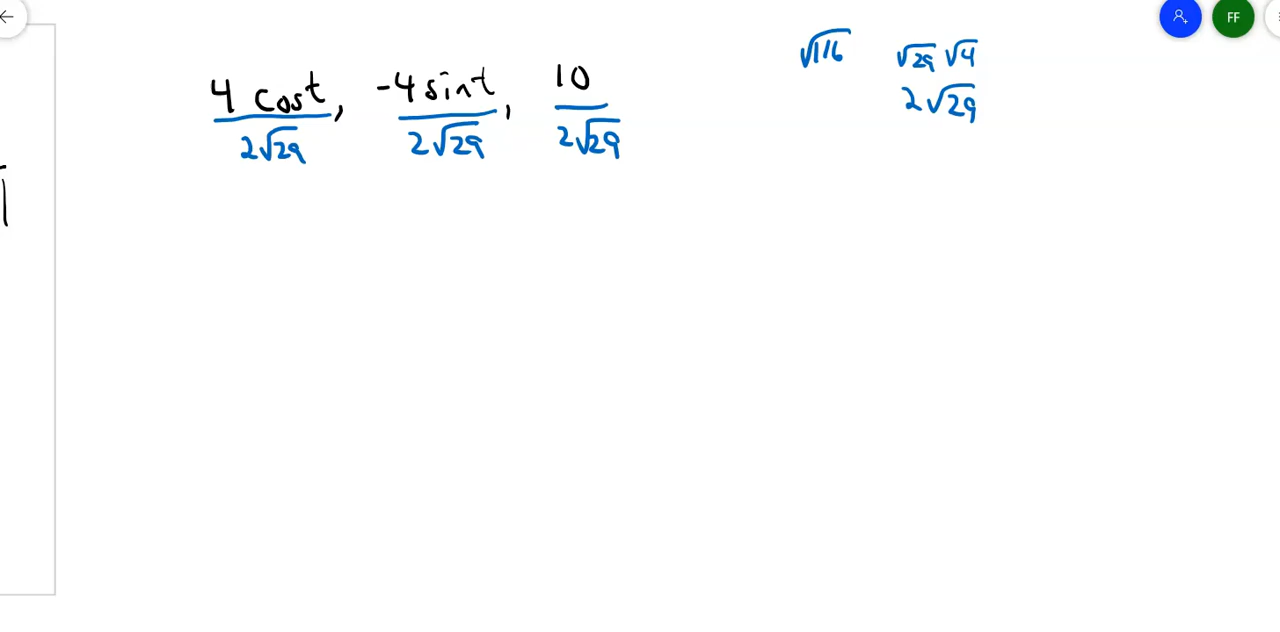 √116 √29 √4
2√29
4 cost/2√29, -4sint/2√29, 10/2√29
FF